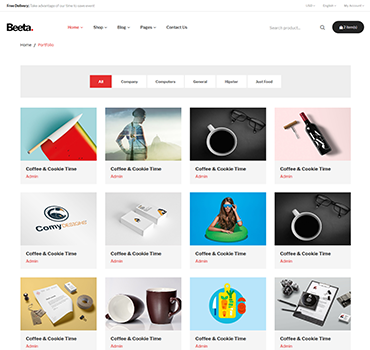 Free Delivery: Take advantage of our time to save event!
USD English My Account
Beeta.
Home Shop Blog Pages Contact Us
Search product...
Home / Portfolio
All Company Computers General Hipster Just Food
Coffee & Cookie Time Coffee & Cookie Time Coffee & Cookie Time Coffee & Cookie Time
Admin Admin Admin Admin
ComyDESIGNS
Coffee & Cookie Time Coffee & Cookie Time Coffee & Cookie Time Coffee & Cookie Time
Admin Admin Admin Admin